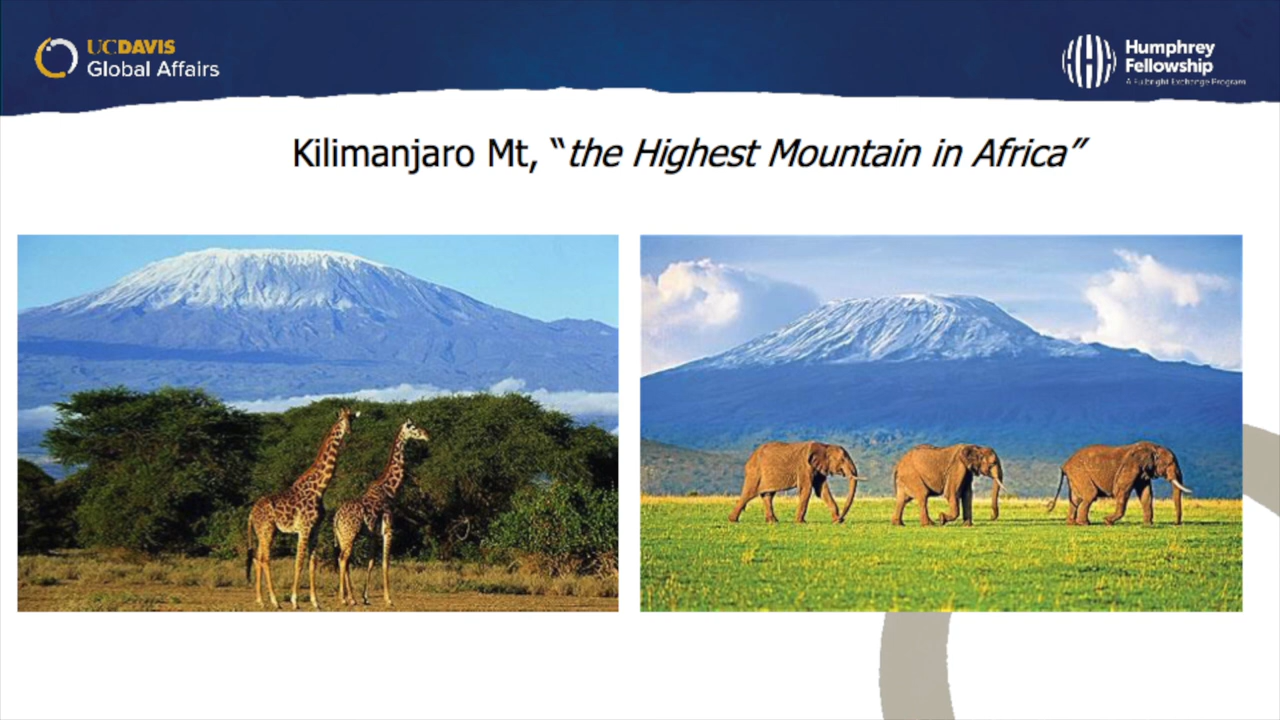 UCDAVIS
Global Affairs
Humphrey
Fellowship
A Fulbright Exchange Program
Kilimanjaro Mt, “the Highest Mountain in Africa”